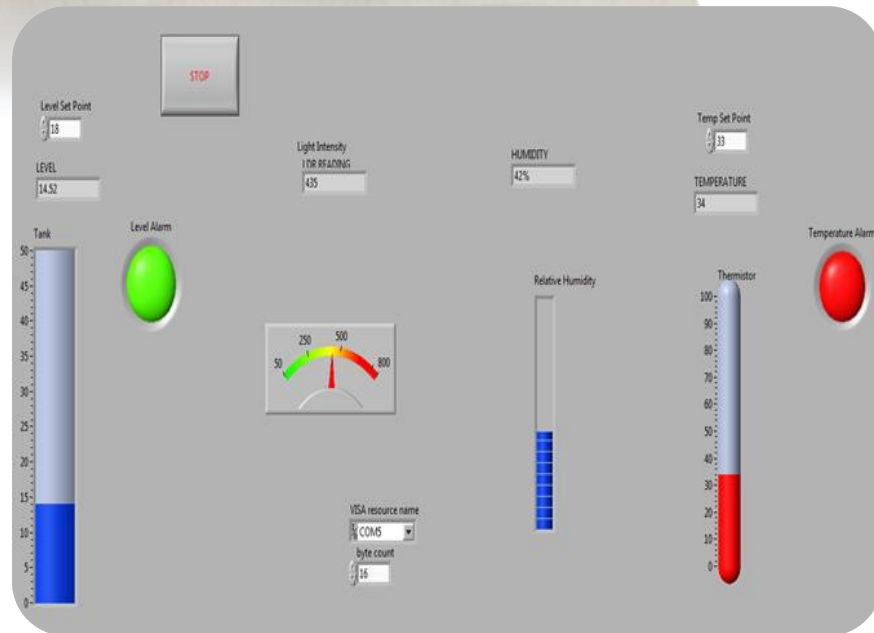 STOP
Level Set Point
18
LEVEL
14.52
Light Intensity
LDR READING
435
HUMIDITY
42%
Temp Set Point
33
TEMPERATURE
34
Tank
Level Alarm
Temperature Alarm
50
45
40
35
30
25
20
15
10
5
0
50
250
500
800
Relative Humidity
Thermistor
100
90
80
70
60
50
40
30
20
10
0
VISA resource name
COM5
byte count
16